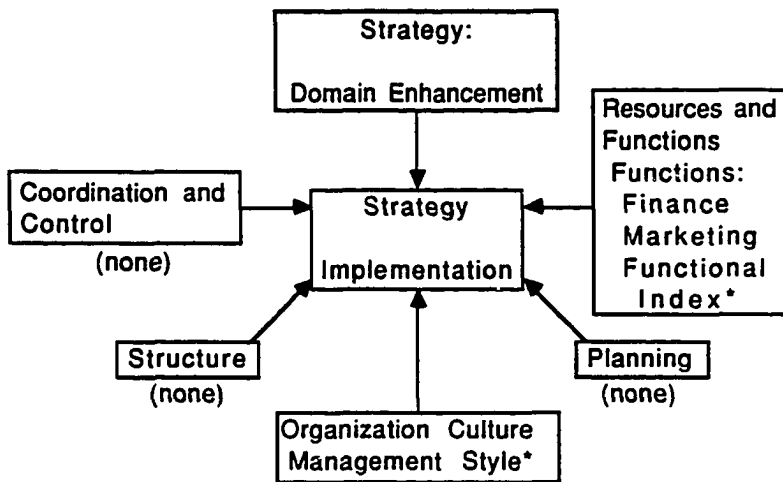 Strategy:
Domain Enhancement
Resources and
Functions
Functions:
Finance
Marketing
Functional
Index*
Coordination and
Control
(none)
Strategy
Implementation
Structure
(none)
Planning
(none)
Organization Culture
Management Style*